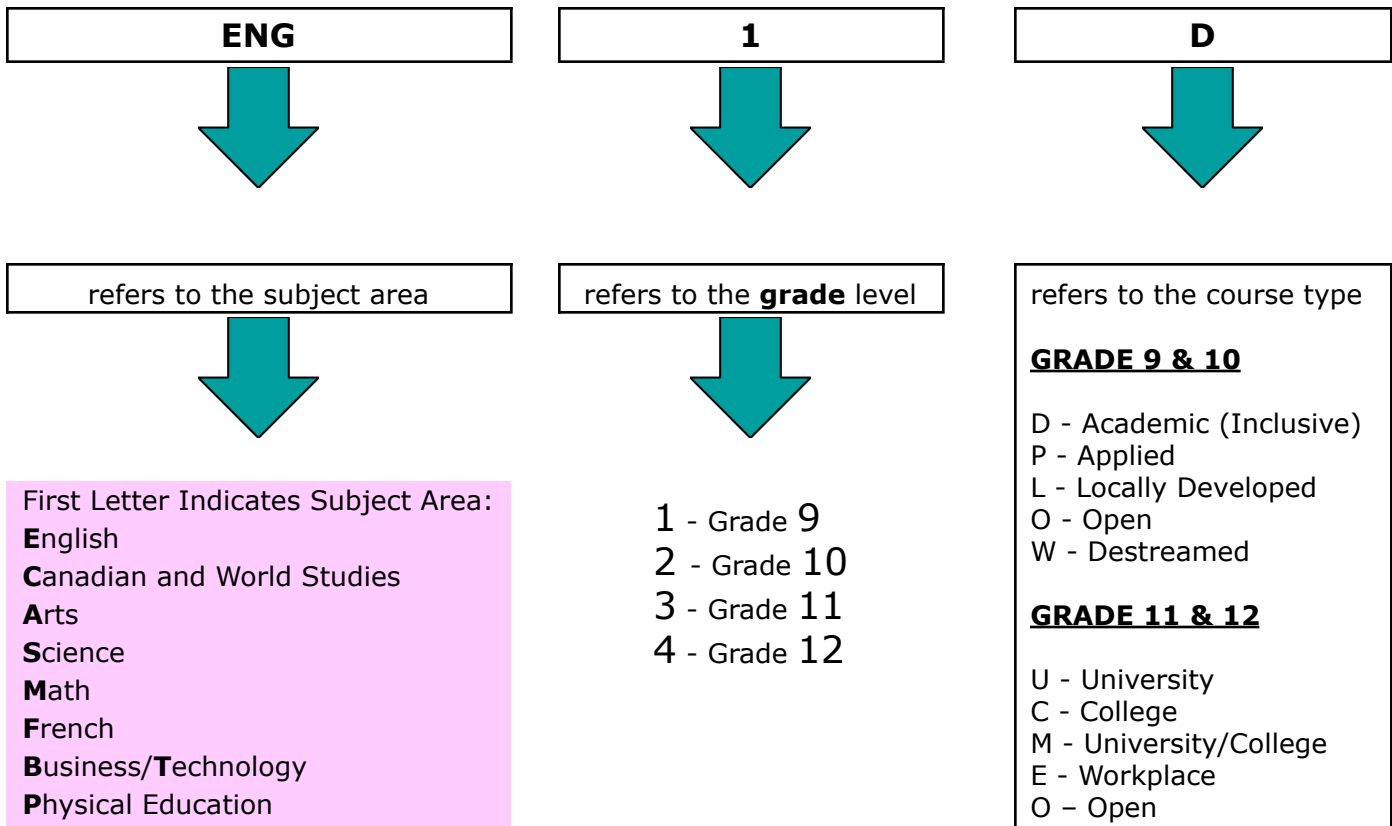 ENG
1
D
refers to the subject area
refers to the grade level
refers to the course type
GRADE 9 & 10
D - Academic (Inclusive)
P - Applied
L - Locally Developed
O - Open
W - Destreamed
GRADE 11 & 12
U - University
C - College
M - University/College
E - Workplace
O – Open
First Letter Indicates Subject Area:
English
Canadian and World Studies
Arts
Science
Math
French
Business/Technology
Physical Education
1 - Grade 9
2 - Grade 10
3 - Grade 11
4 - Grade 12